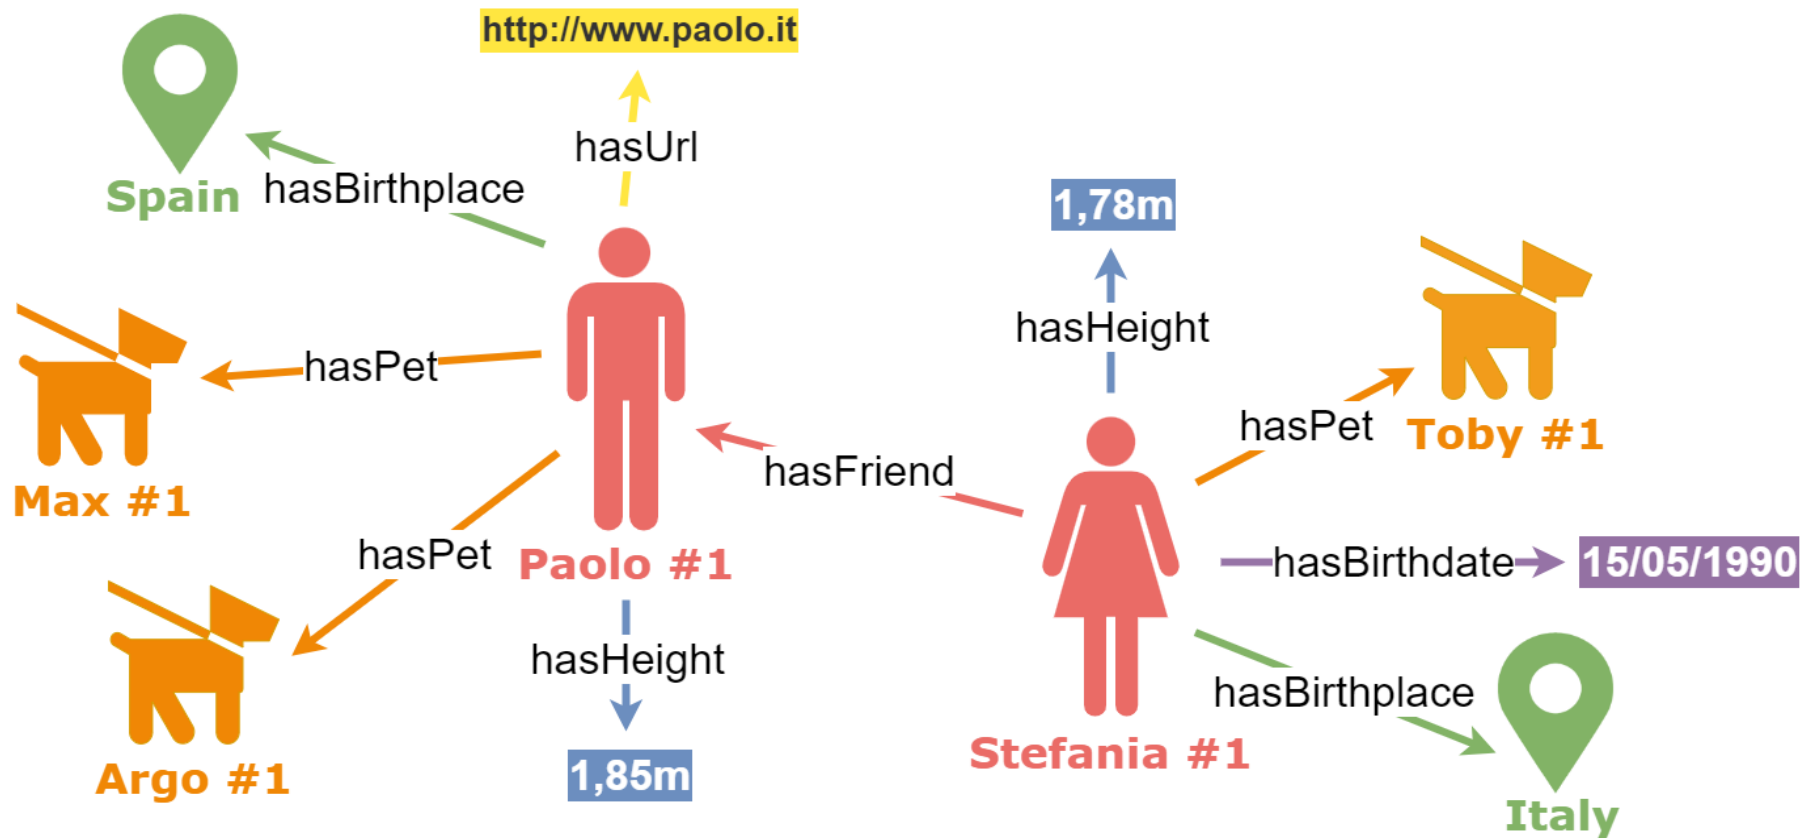 http://www.paolo.it
hasUrl
Spain
hasBirthplace
1,78m
hasHeight
hasPet
Max #1
hasPet
Toby #1
hasFriend
hasPet
Paolo #1
hasBirthdate
15/05/1990
hasHeight
hasBirthplace
Argo #1
1,85m
Stefania #1
Italy